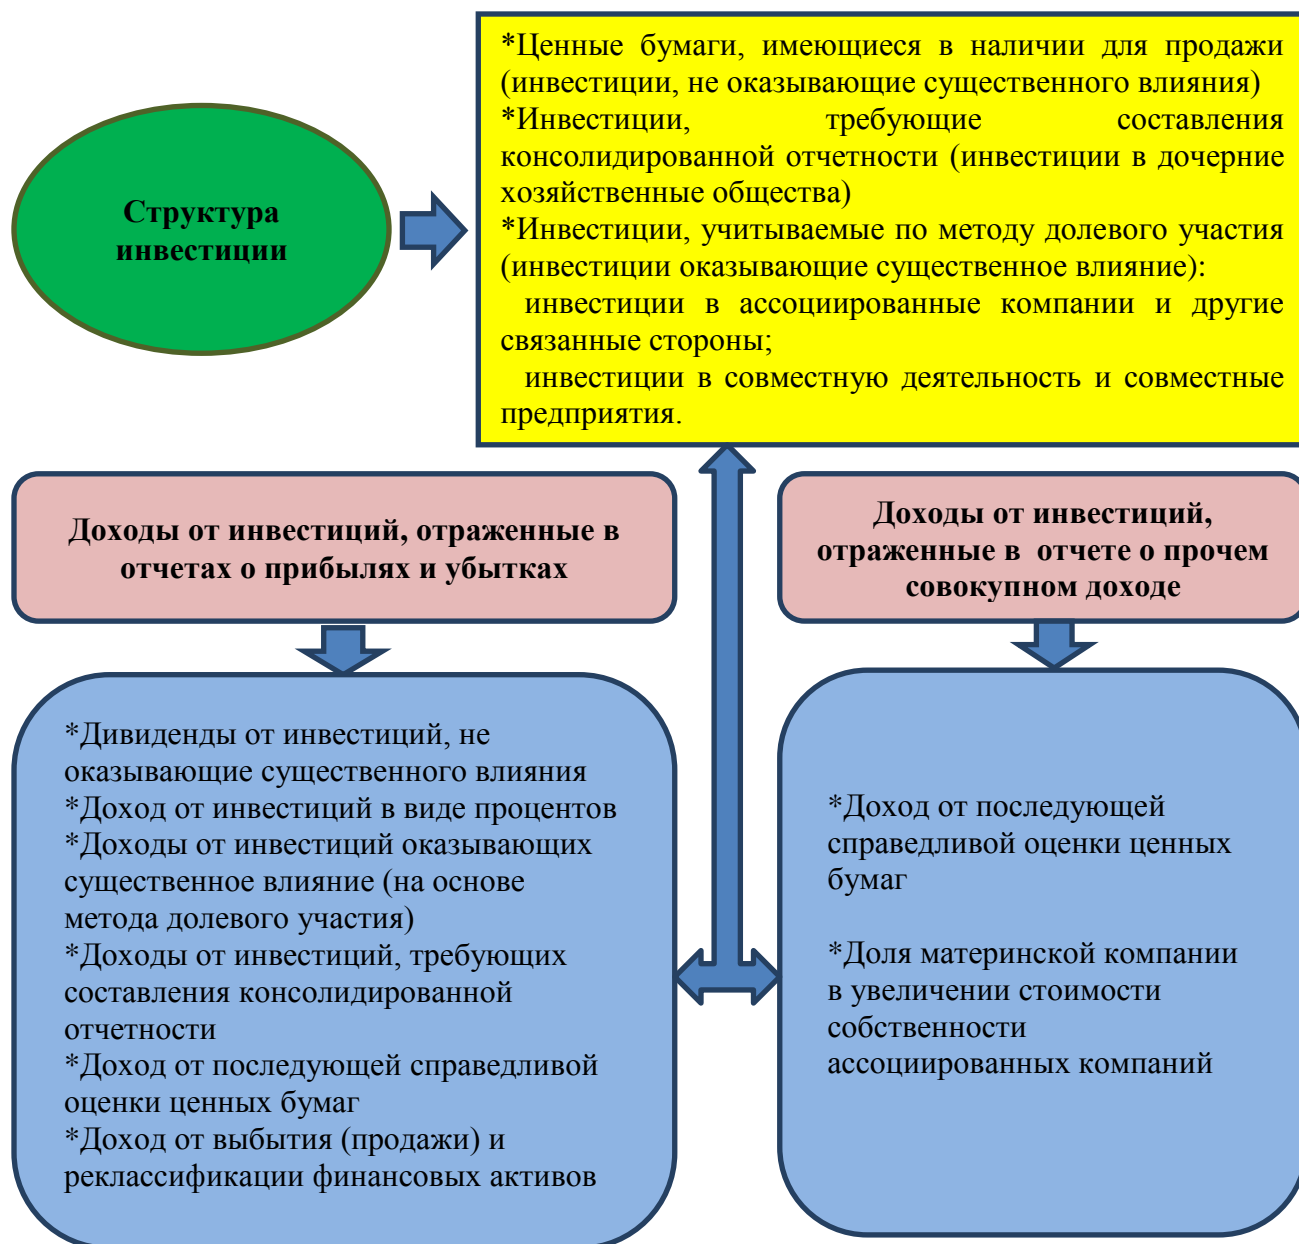 Структура
инвестиции
*Ценные бумаги, имеющиеся в наличии для продажи
(инвестиции, не оказывающие существенного влияния)
*Инвестиции, требующие составления
консолидированной отчетности (инвестиции в дочерние
хозяйственные общества)
*Инвестиции, учитываемые по методу долевого участия
(инвестиции оказывающие существенное влияние):
инвестиции в ассоциированные компании и другие
связанные стороны;
инвестиции в совместную деятельность и совместные
предприятия.
Доходы от инвестиций, отраженные в
отчетах о прибылях и убытках
Доходы от инвестиций,
отраженные в отчете о прочем
совокупном доходе
*Дивиденды от инвестиций, не
оказывающие существенного влияния
*Доход от инвестиций в виде процентов
*Доходы от инвестиций оказывающих
существенное влияние (на основе
метода долевого участия)
*Доходы от инвестиций, требующих
составления консолидированной
отчетности
*Доход от последующей справедливой
оценки ценных бумаг
*Доход от выбытия (продажи) и
реклассификации финансовых активов
*Доход от последующей
справедливой оценки ценных
бумаг
*Доля материнской компании
в увеличении стоимости
собственности
ассоциированных компаний